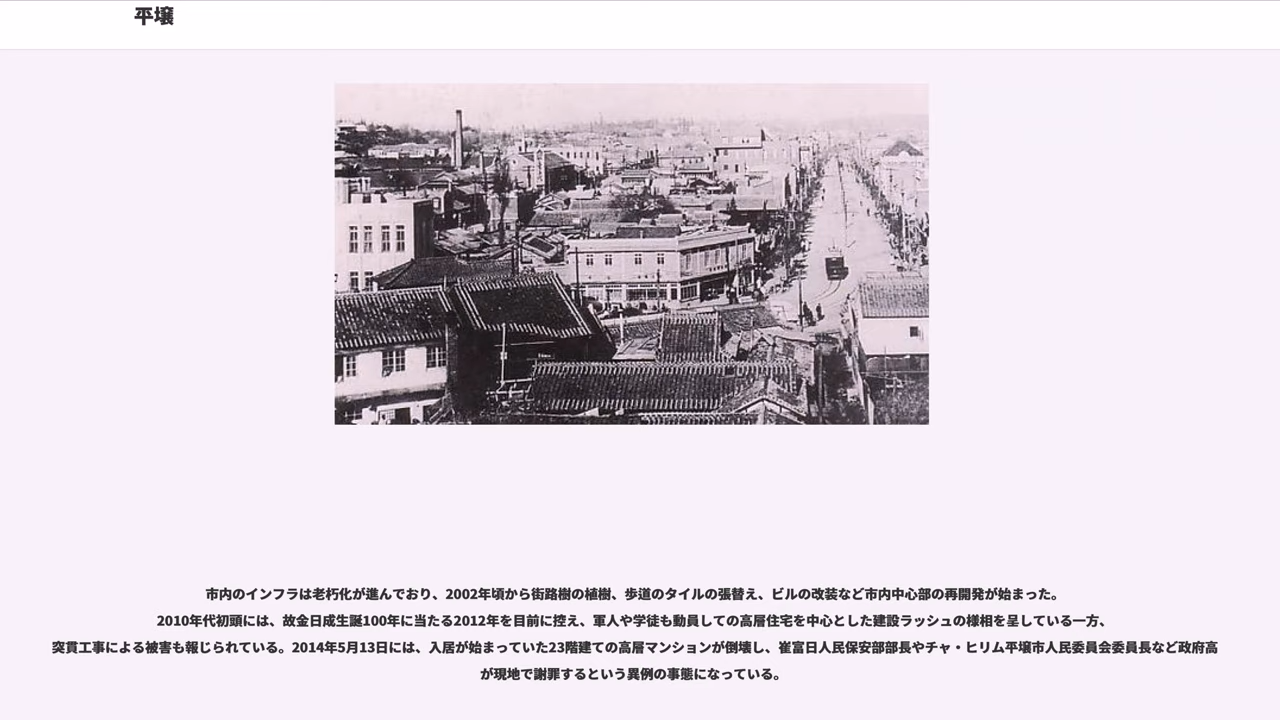 平壌
市内のインフラは老朽化が進んでおり、2002年頃から街路樹の植樹、歩道のタイルの張替え、ビルの改装など市内中心部の再開発が始まった。
2010年代初頭には、故金日成生誕100年に当たる2012年を目前に控え、軍人や学徒も動員しての高層住宅を中心とした建設ラッシュの様相を呈している一方、
突貫工事による被害も報じられている。2014年5月13日には、入居が始まっていた23階建ての高層マンションが倒壊し、崔富日人民保安部部長やチャ・ヒリム平壌市人民委員会委員長など政府高
が現地で謝罪するという異例の事態になっている。